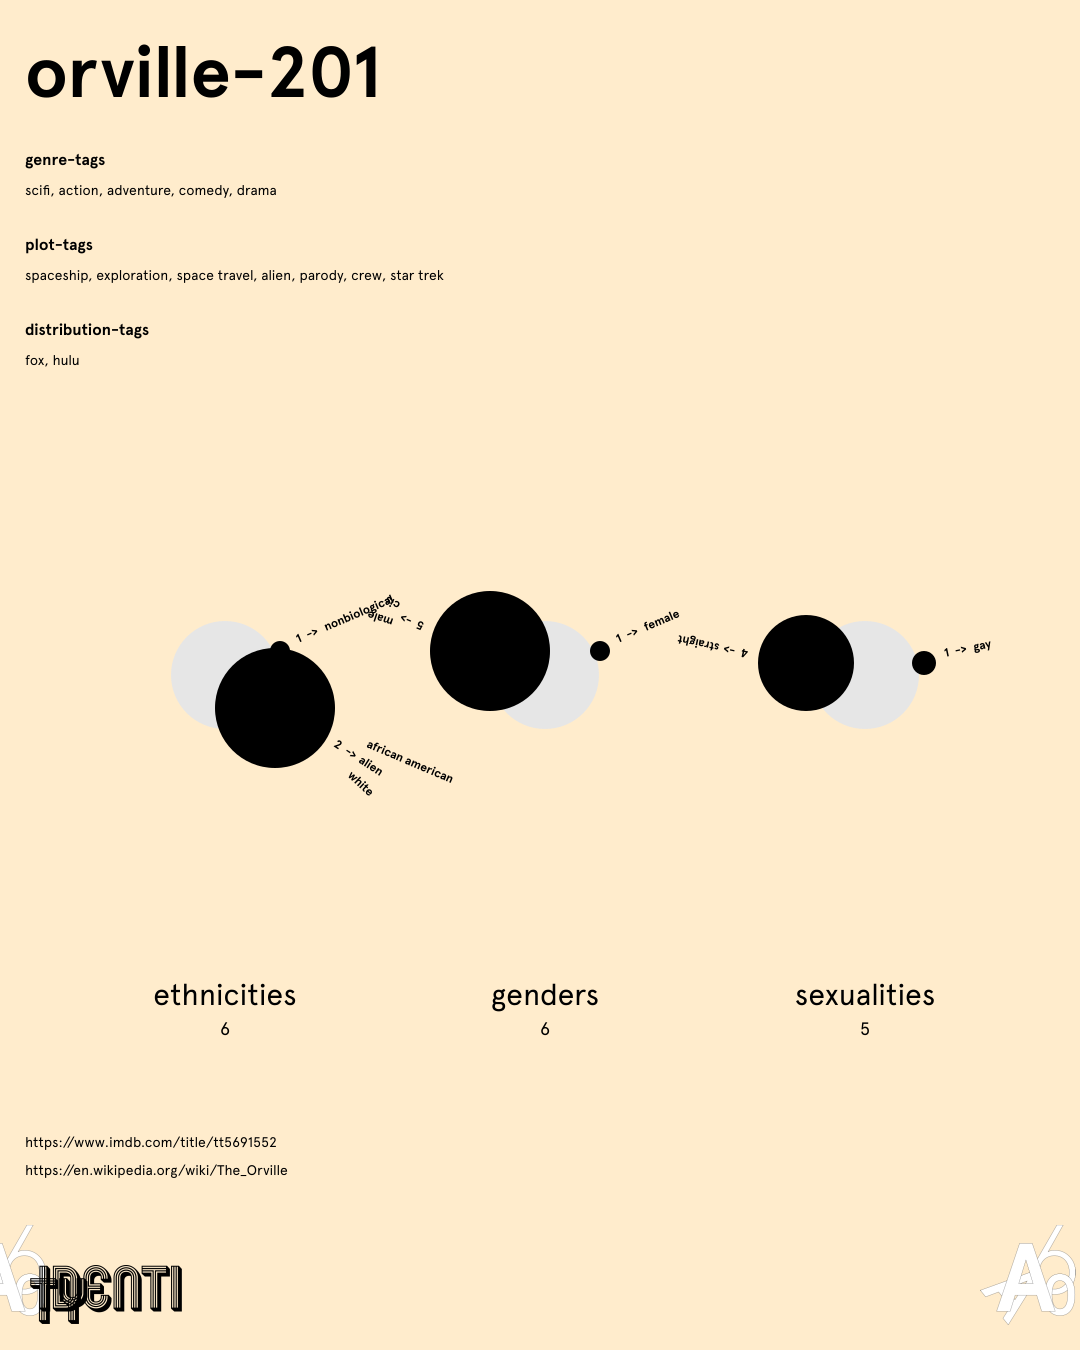 orville-201
genre-tags
scifi, action, adventure, comedy, drama
plot-tags
spaceship, exploration, space travel, alien, parody, crew, star trek
distribution-tags
fox, hulu
1 -> nonbiological
2 -> african american
alien
white
5 -> male
1 -> female
4 -> straight
1 -> gay
ethnicities
6
genders
6
sexualities
5
https://www.imdb.com/title/tt5691552
https://en.wikipedia.org/wiki/The_Orville